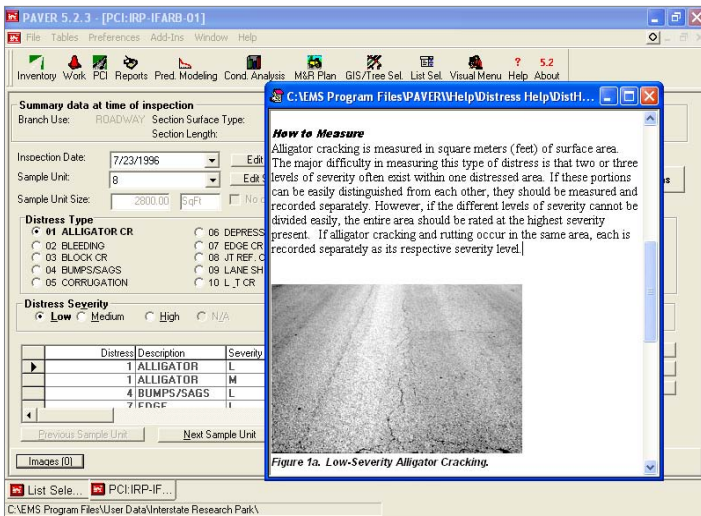 PAVER 5.2.3 - [PCI:IRP-IFARB-01]
File Tables Preferences Add-Ins Window Help
Inventory Work PCI Reports Pred. Modeling Cond. Analysis M&R Plan GIS/Tree Sel. List Sel. Visual Menu Help About
5.2
Summary data at time of inspection
Branch Use: ROADWAY Section Surface Type:
Section Length:
Inspection Date: 7/23/1996 Edit
Sample Unit: 8 Edit S
Sample Unit Size: 2800.00 SqFt No
Distress Type
01 ALLIGATOR CR 06 DEPRESS
02 BLEEDING 07 EDGE CR
03 BLOCK CR 08 JT REF. C
04 BUMPS/SAGS 09 LANE SH
05 CORRUGATION 10 L_T CR
Distress Severity
Low Medium High N/A
Distress Description Severity
1 ALLIGATOR L
1 ALLIGATOR M
4 BUMPS/SAGS L
7 EDGE
Previous Sample Unit Next Sample Unit
Images (0)
C:\EMS Program Files\PAVER\\Help\Distress Help\DistH...
How to Measure
Alligator cracking is measured in square meters (feet) of surface area.
The major difficulty in measuring this type of distress is that two or three
levels of severity often exist within one distressed area. If these portions
can be easily distinguished from each other, they should be measured and
recorded separately. However, if the different levels of severity cannot be
divided easily, the entire area should be rated at the highest severity
present. If alligator cracking and rutting occur in the same area, each is
recorded separately as its respective severity level.
Figure 1a. Low-Severity Alligator Cracking.
List Sele... PCI:IRP-IF...
C:\EMS Program Files\User Data\Interstate Research Park\